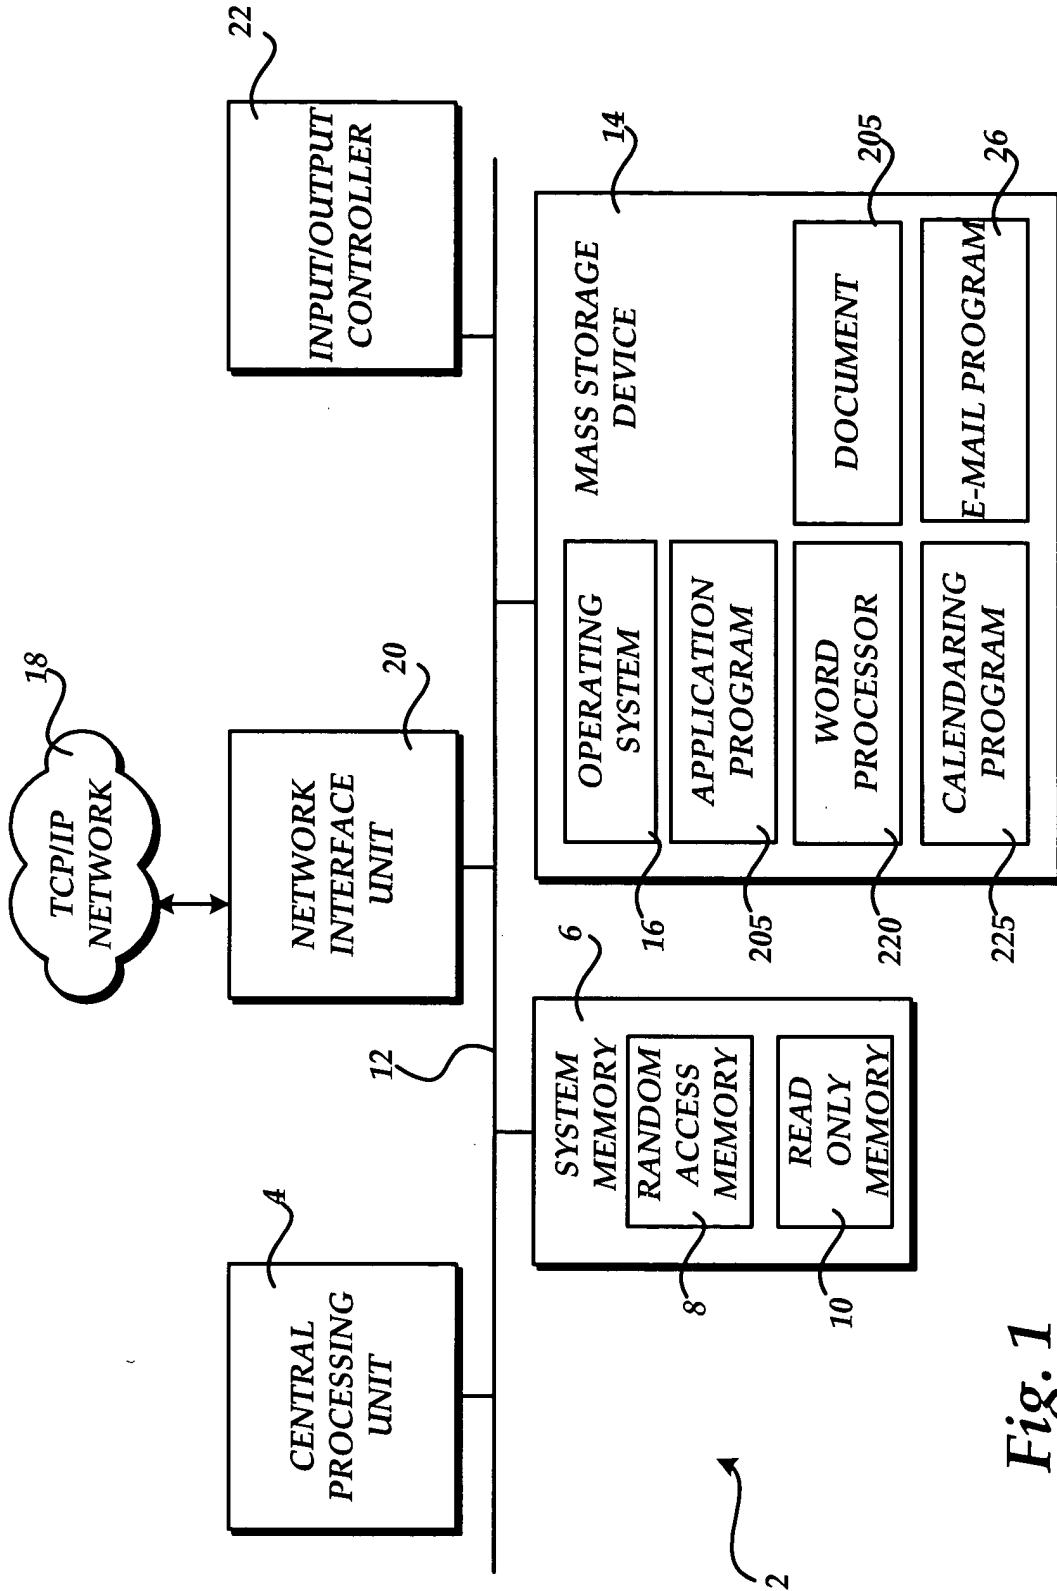 18
TCP/IP
NETWORK
4
CENTRAL
PROCESSING
UNIT
20
NETWORK
INTERFACE
UNIT
22
INPUT/OUTPUT
CONTROLLER
12
6
SYSTEM
MEMORY
RANDOM
ACCESS
MEMORY
8
READ
ONLY
MEMORY
10
14
MASS STORAGE
DEVICE
OPERATING
SYSTEM
16
APPLICATION
PROGRAM
205
WORD
PROCESSOR
220
DOCUMENT
205
CALENDARING
PROGRAM
225
E-MAIL PROGRAM
26
2
Fig. 1